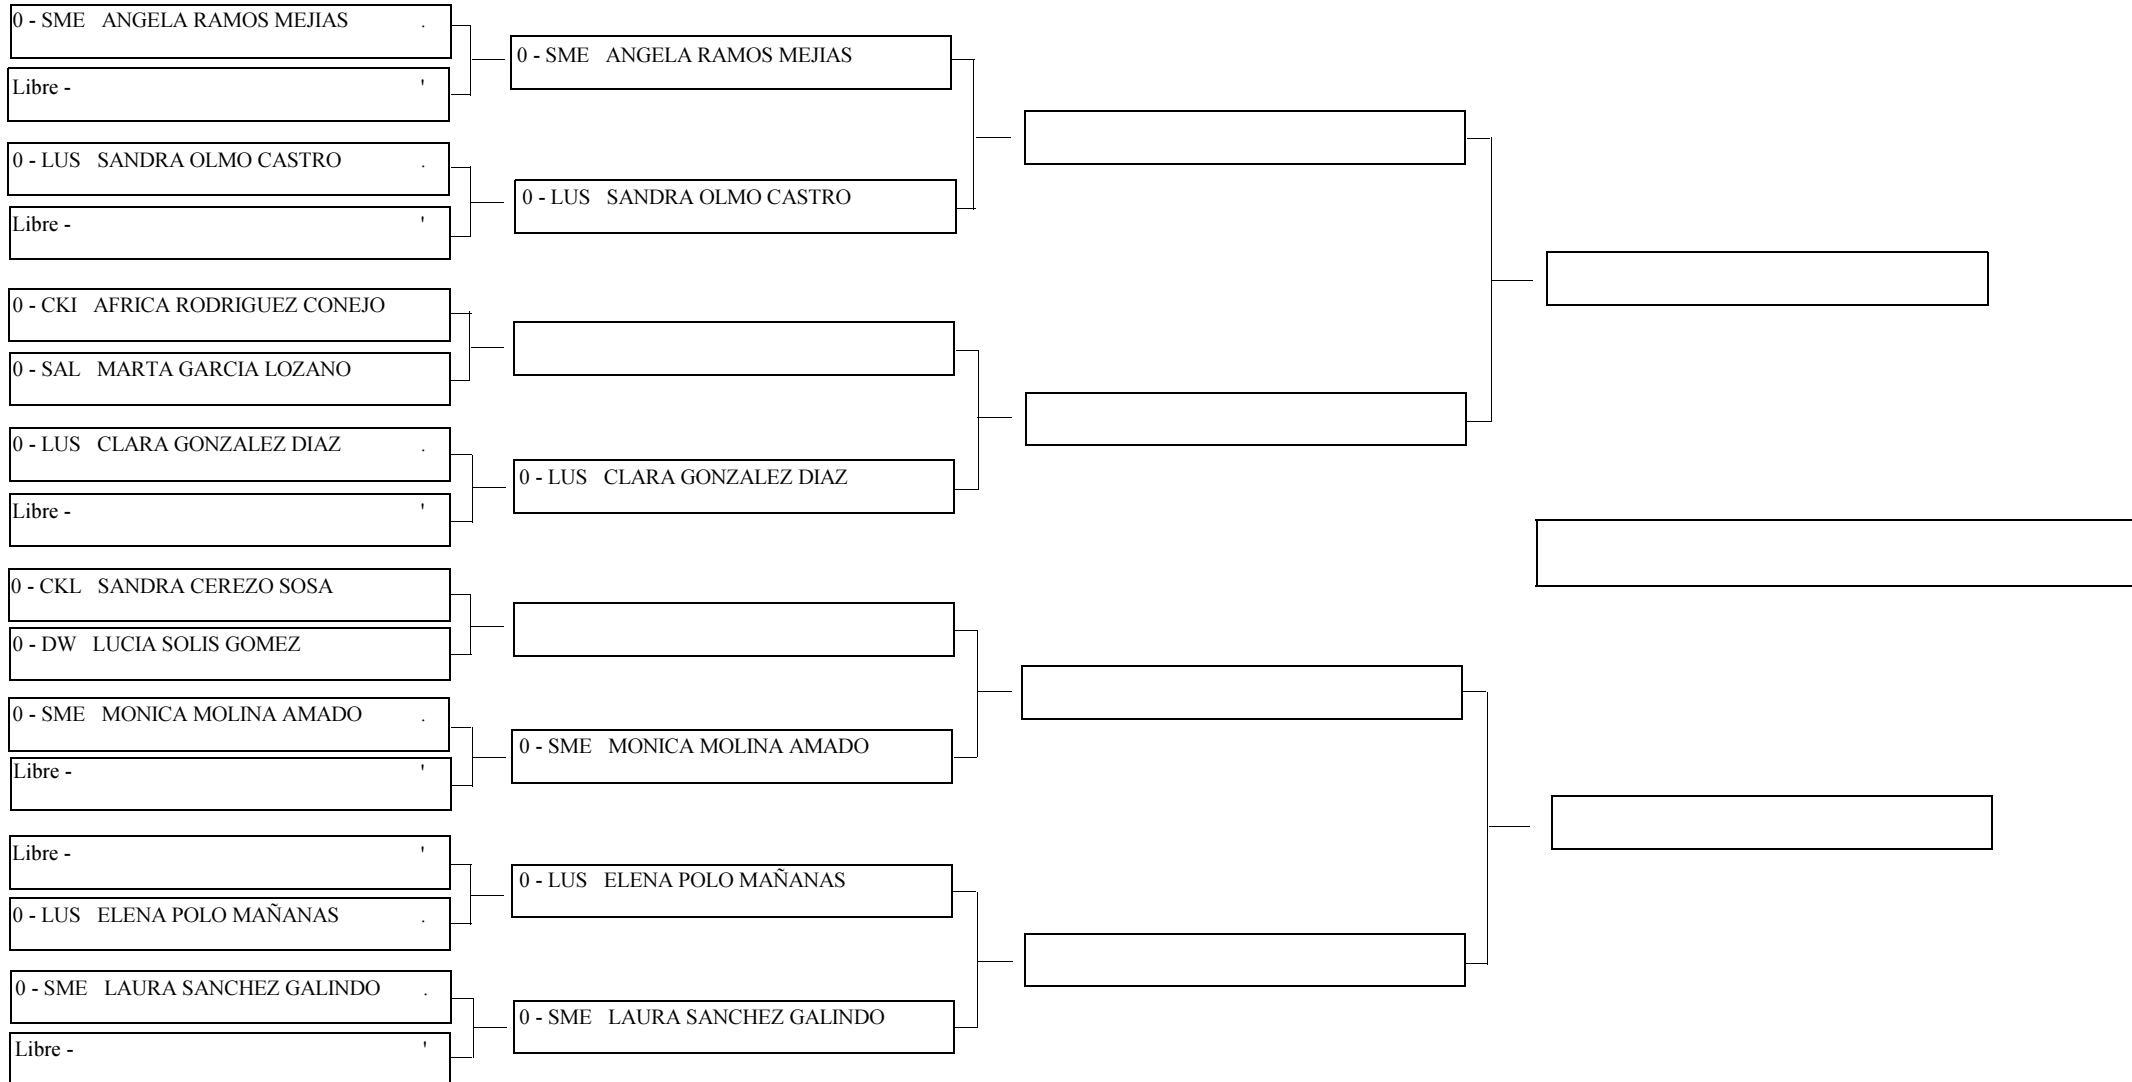 0 - SME ANGELA RAMOS MEJIAS .
Libre - '
0 - LUS SANDRA OLMO CASTRO .
Libre - '
0 - CKI AFRICA RODRIGUEZ CONEJO
0 - SAL MARTA GARCIA LOZANO
0 - LUS CLARA GONZALEZ DIAZ .
Libre - '
0 - CKL SANDRA CEREZO SOSA
0 - DW LUCIA SOLIS GOMEZ
0 - SME MONICA MOLINA AMADO .
Libre - '
Libre - '
0 - LUS ELENA POLO MAÑANAS .
0 - SME LAURA SANCHEZ GALINDO .
Libre - '
0 - SME ANGELA RAMOS MEJIAS
0 - LUS SANDRA OLMO CASTRO
0 - LUS CLARA GONZALEZ DIAZ
0 - SME MONICA MOLINA AMADO
0 - LUS ELENA POLO MAÑANAS
0 - SME LAURA SANCHEZ GALINDO